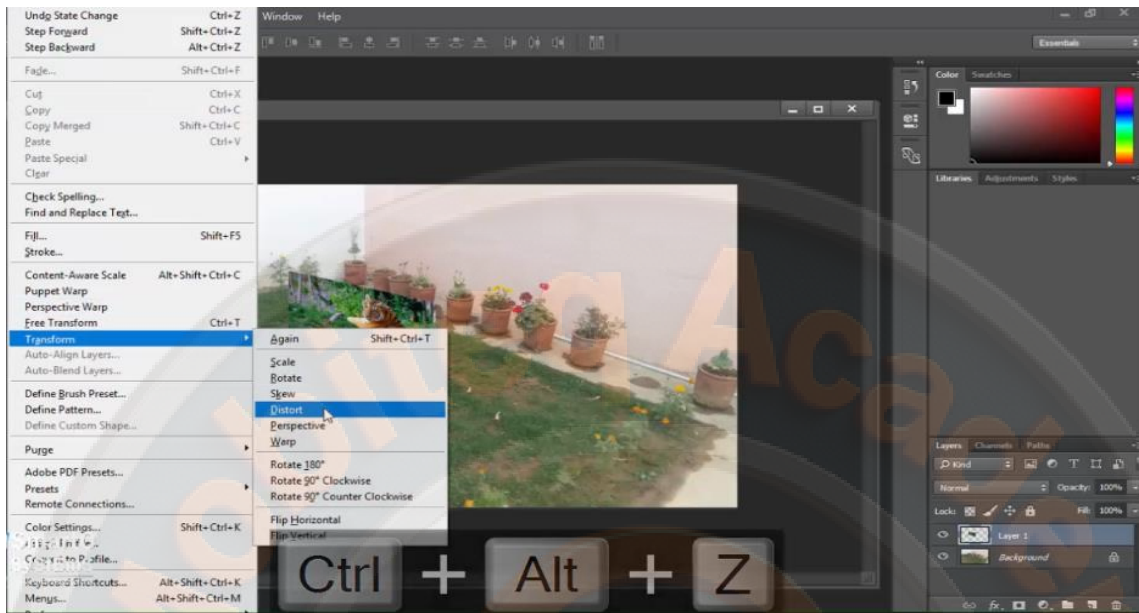 Undo State Change Ctrl+Z
Step Forward Shift+Ctrl+Z
Step Backward Alt+Ctrl+Z
Fade... Shift+Ctrl+F
Cut Ctrl+X
Copy Ctrl+C
Copy Merged Shift+Ctrl+C
Paste Ctrl+V
Paste Special
Clear
Check Spelling...
Find and Replace Text...
Fill... Shift+F5
Stroke...
Content-Aware Scale Alt+Shift+Ctrl+C
Puppet Warp
Perspective Warp
Free Transform Ctrl+T
Transform
Auto-Align Layers...
Auto-Blend Layers...
Define Brush Preset...
Define Pattern...
Define Custom Shape...
Purge
Adobe PDF Presets...
Presets
Remote Connections...
Color Settings... Shift+Ctrl+K
Profile...
Keyboard Shortcuts... Alt+Shift+Ctrl+K
Menus... Alt+Shift+Ctrl+M
Again Shift+Ctrl+T
Scale
Rotate
Skew
Distort
Perspective
Warp
Rotate 180°
Rotate 90° Clockwise
Rotate 90° Counter Clockwise
Flip Horizontal
Flip Vertical
Window Help
Essentials
Color Swatches
Libraries Adjustments Styles
Layers Channels Paths
Kind
Normal Opacity: 100%
Lock: Fill: 100%
Layer 1
Background
fx
Ctrl + Alt + Z